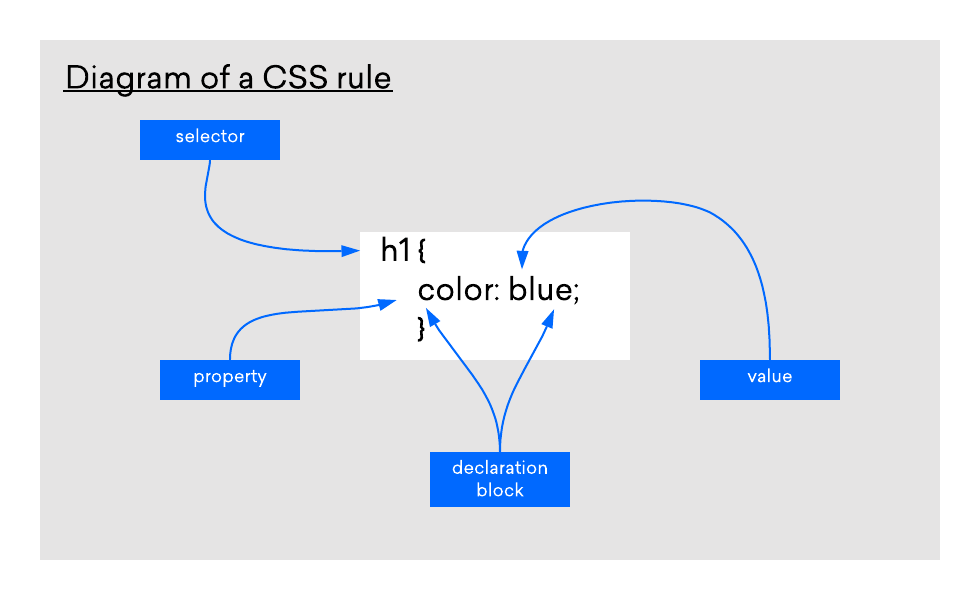 Diagram of a CSS rule
selector
h1 {
color: blue;
}
property
value
declaration
block